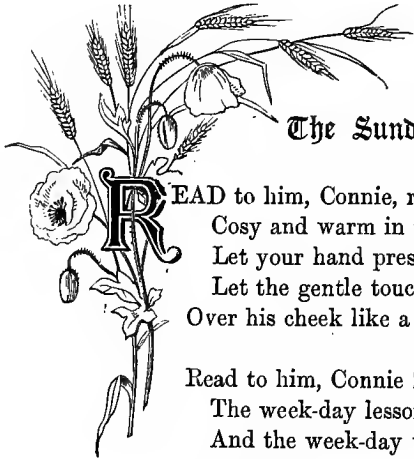 The Sund
READ to him, Connie, r
Cosy and warm in
Let your hand pres
Let the gentle touc
Over his cheek like a
Read to him, Connie
The week-day lesson
And the week-day